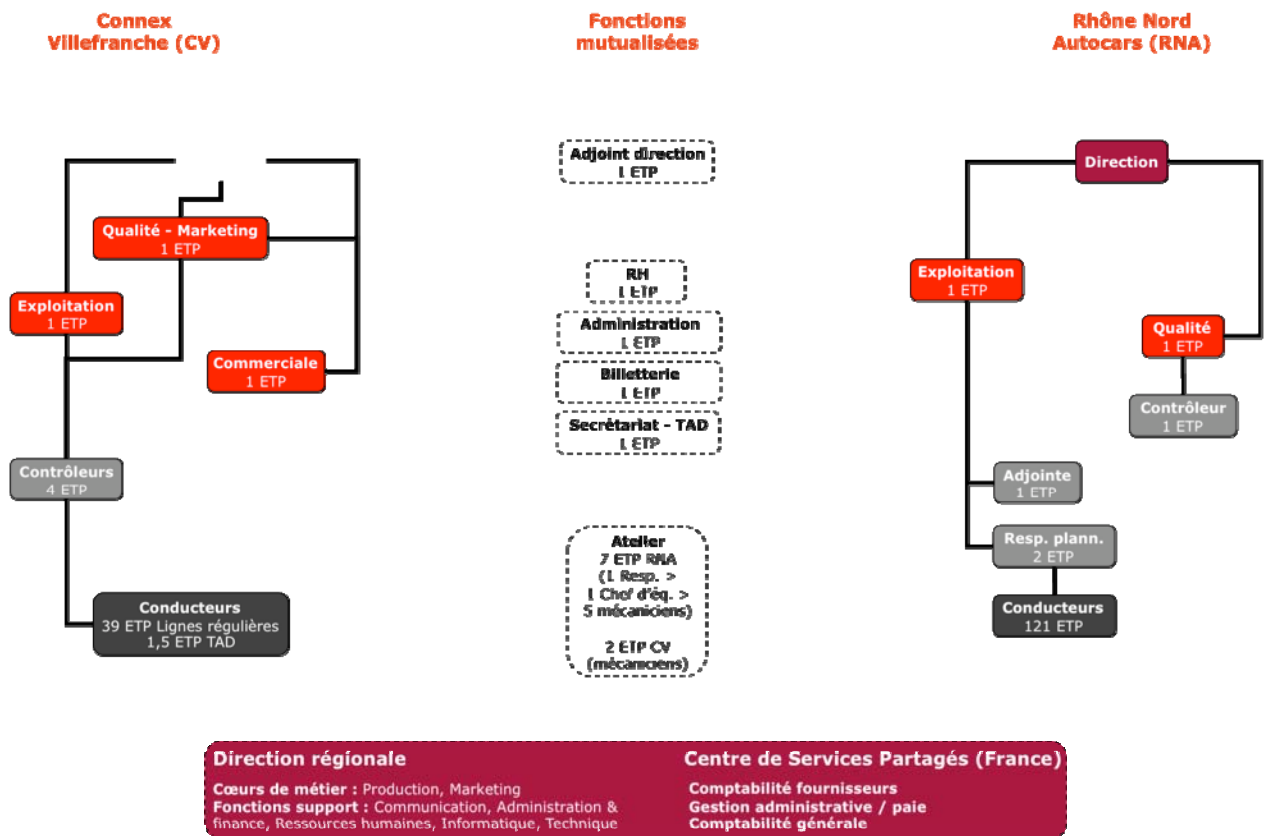 Connex
Villefranche (CV)
Fonctions
mutualisées
Rhône Nord
Autocars (RNA)
Adjoint direction
1 ETP
Direction
Qualité - Marketing
1 ETP
RH
1 ETP
Exploitation
1 ETP
Exploitation
1 ETP
Administration
1 ETP
Qualité
1 ETP
Commerciale
1 ETP
Billetterie
1 ETP
Contrôleur
1 ETP
Secrétariat - TAD
1 ETP
Contrôleurs
4 ETP
Adjointe
1 ETP
Atelier
7 ETP RNA
(1 Resp. >
1 Chef d'éq. >
5 mécaniciens)
2 ETP CV
(mécaniciens)
Resp. plann.
2 ETP
Conducteurs
39 ETP Lignes régulières
1,5 ETP TAD
Conducteurs
121 ETP
Direction régionale
Cœurs de métier : Production, Marketing
Fonctions support : Communication, Administration &
finance, Ressources humaines, Informatique, Technique
Centre de Services Partagés (France)
Comptabilité fournisseurs
Gestion administrative / paie
Comptabilité générale